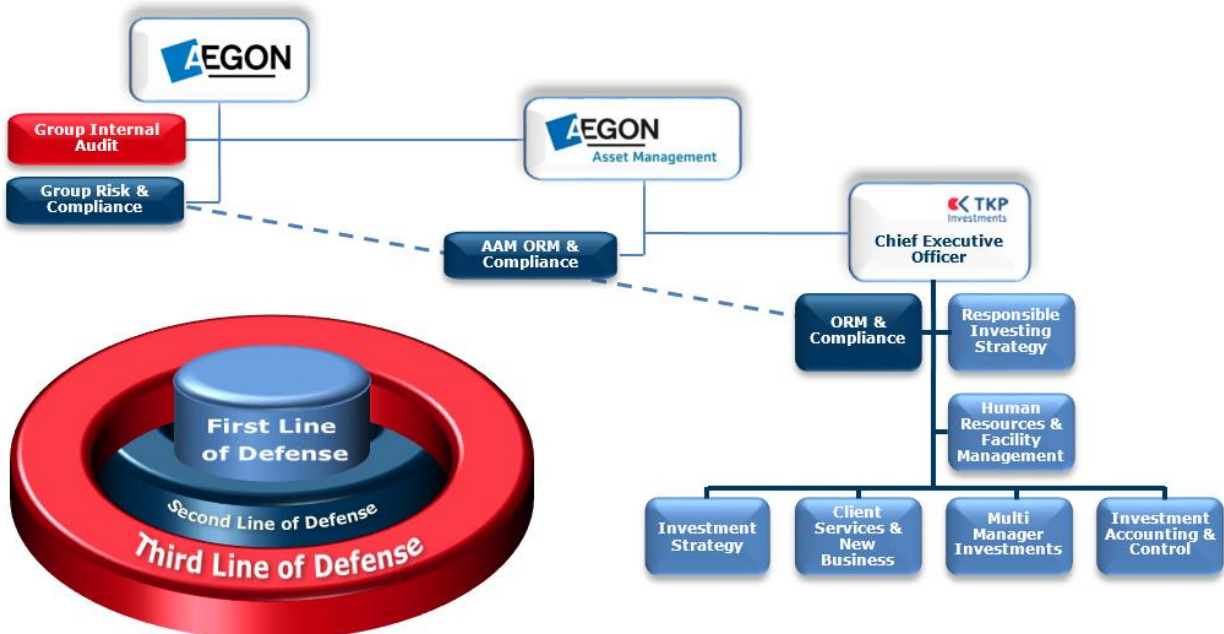 AEGON
Group Internal
Audit
AEGON
Asset Management
Group Risk &
Compliance
TKP
Investments
Chief Executive
Officer
AAM ORM &
Compliance
ORM &
Compliance
Responsible
Investing
Strategy
Human
Resources &
Facility
Management
First Line
of Defense
Second Line of Defense
Third Line of Defense
Investment
Strategy
Client
Services &
New
Business
Multi
Manager
Investments
Investment
Accounting &
Control